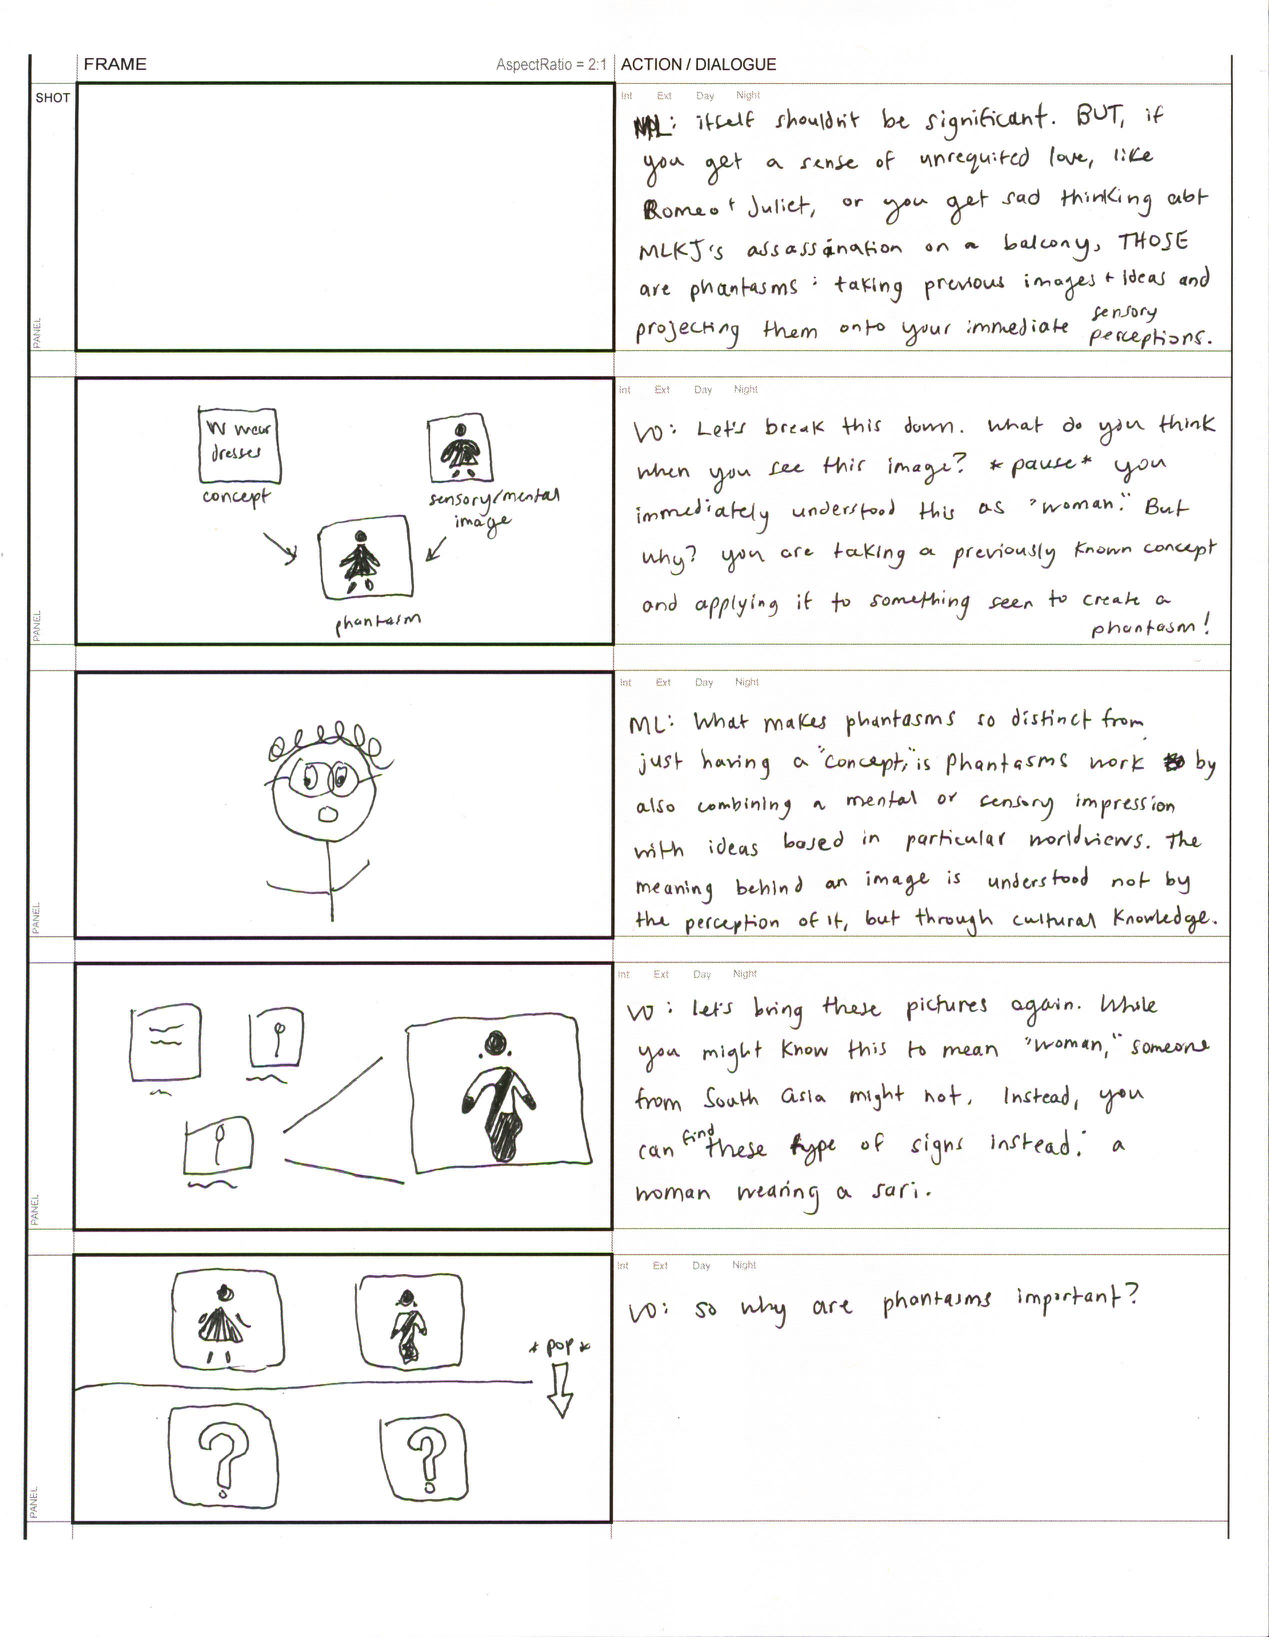 FRAME
AspectRatio = 2:1
ACTION / DIALOGUE
SHOT
Int Ext Day Night
ML: itself shouldn't be significant. BUT, if
you get a sense of unrequited love, like
Romeo + Juliet, or you get sad thinking abt
MLKJ's assassination on a balcony, THOSE
are phantasms: taking previous images + ideas and
projecting them onto your immediate sensory
perceptions.
PANEL
W wear
dresses
concept
sensory/mental
image
phantasm
Int Ext Day Night
VO: Let's break this down. What do you think
when you see this image? *pause* you
immediately understood this as "woman." But
why? you are taking a previously known concept
and applying it to something seen to create a
phantasm!
PANEL
Int Ext Day Night
ML: What makes phantasms so distinct from
just having a "concept," is phantasms work by
also combining a mental or sensory impression
with ideas based in particular worldviews. The
meaning behind an image is understood not by
the perception of it, but through cultural knowledge.
PANEL
Int Ext Day Night
VO: let's bring these pictures again. While
you might know this to mean "woman," someone
from South Asia might not. Instead, you
can find these type of signs instead: a
woman wearing a sari.
PANEL
*pop*
?
?
Int Ext Day Night
VO: so why are phantasms important?
PANEL